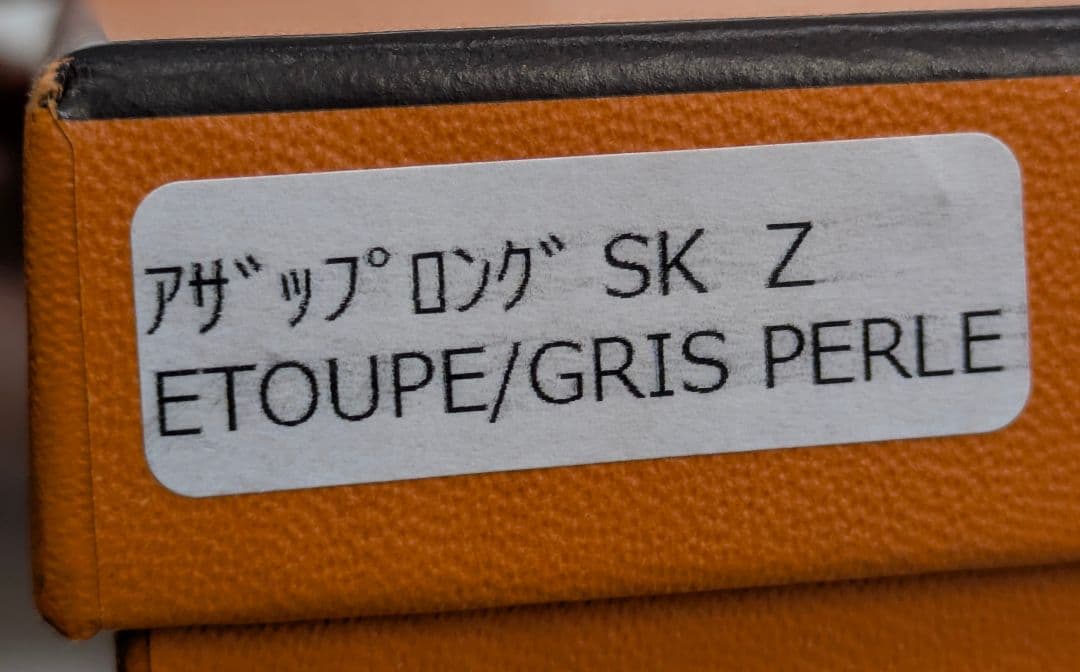 ｱｻﾞｯﾌﾟﾛﾝｸﾞ SK Z
ETOUPE/GRIS PERLE